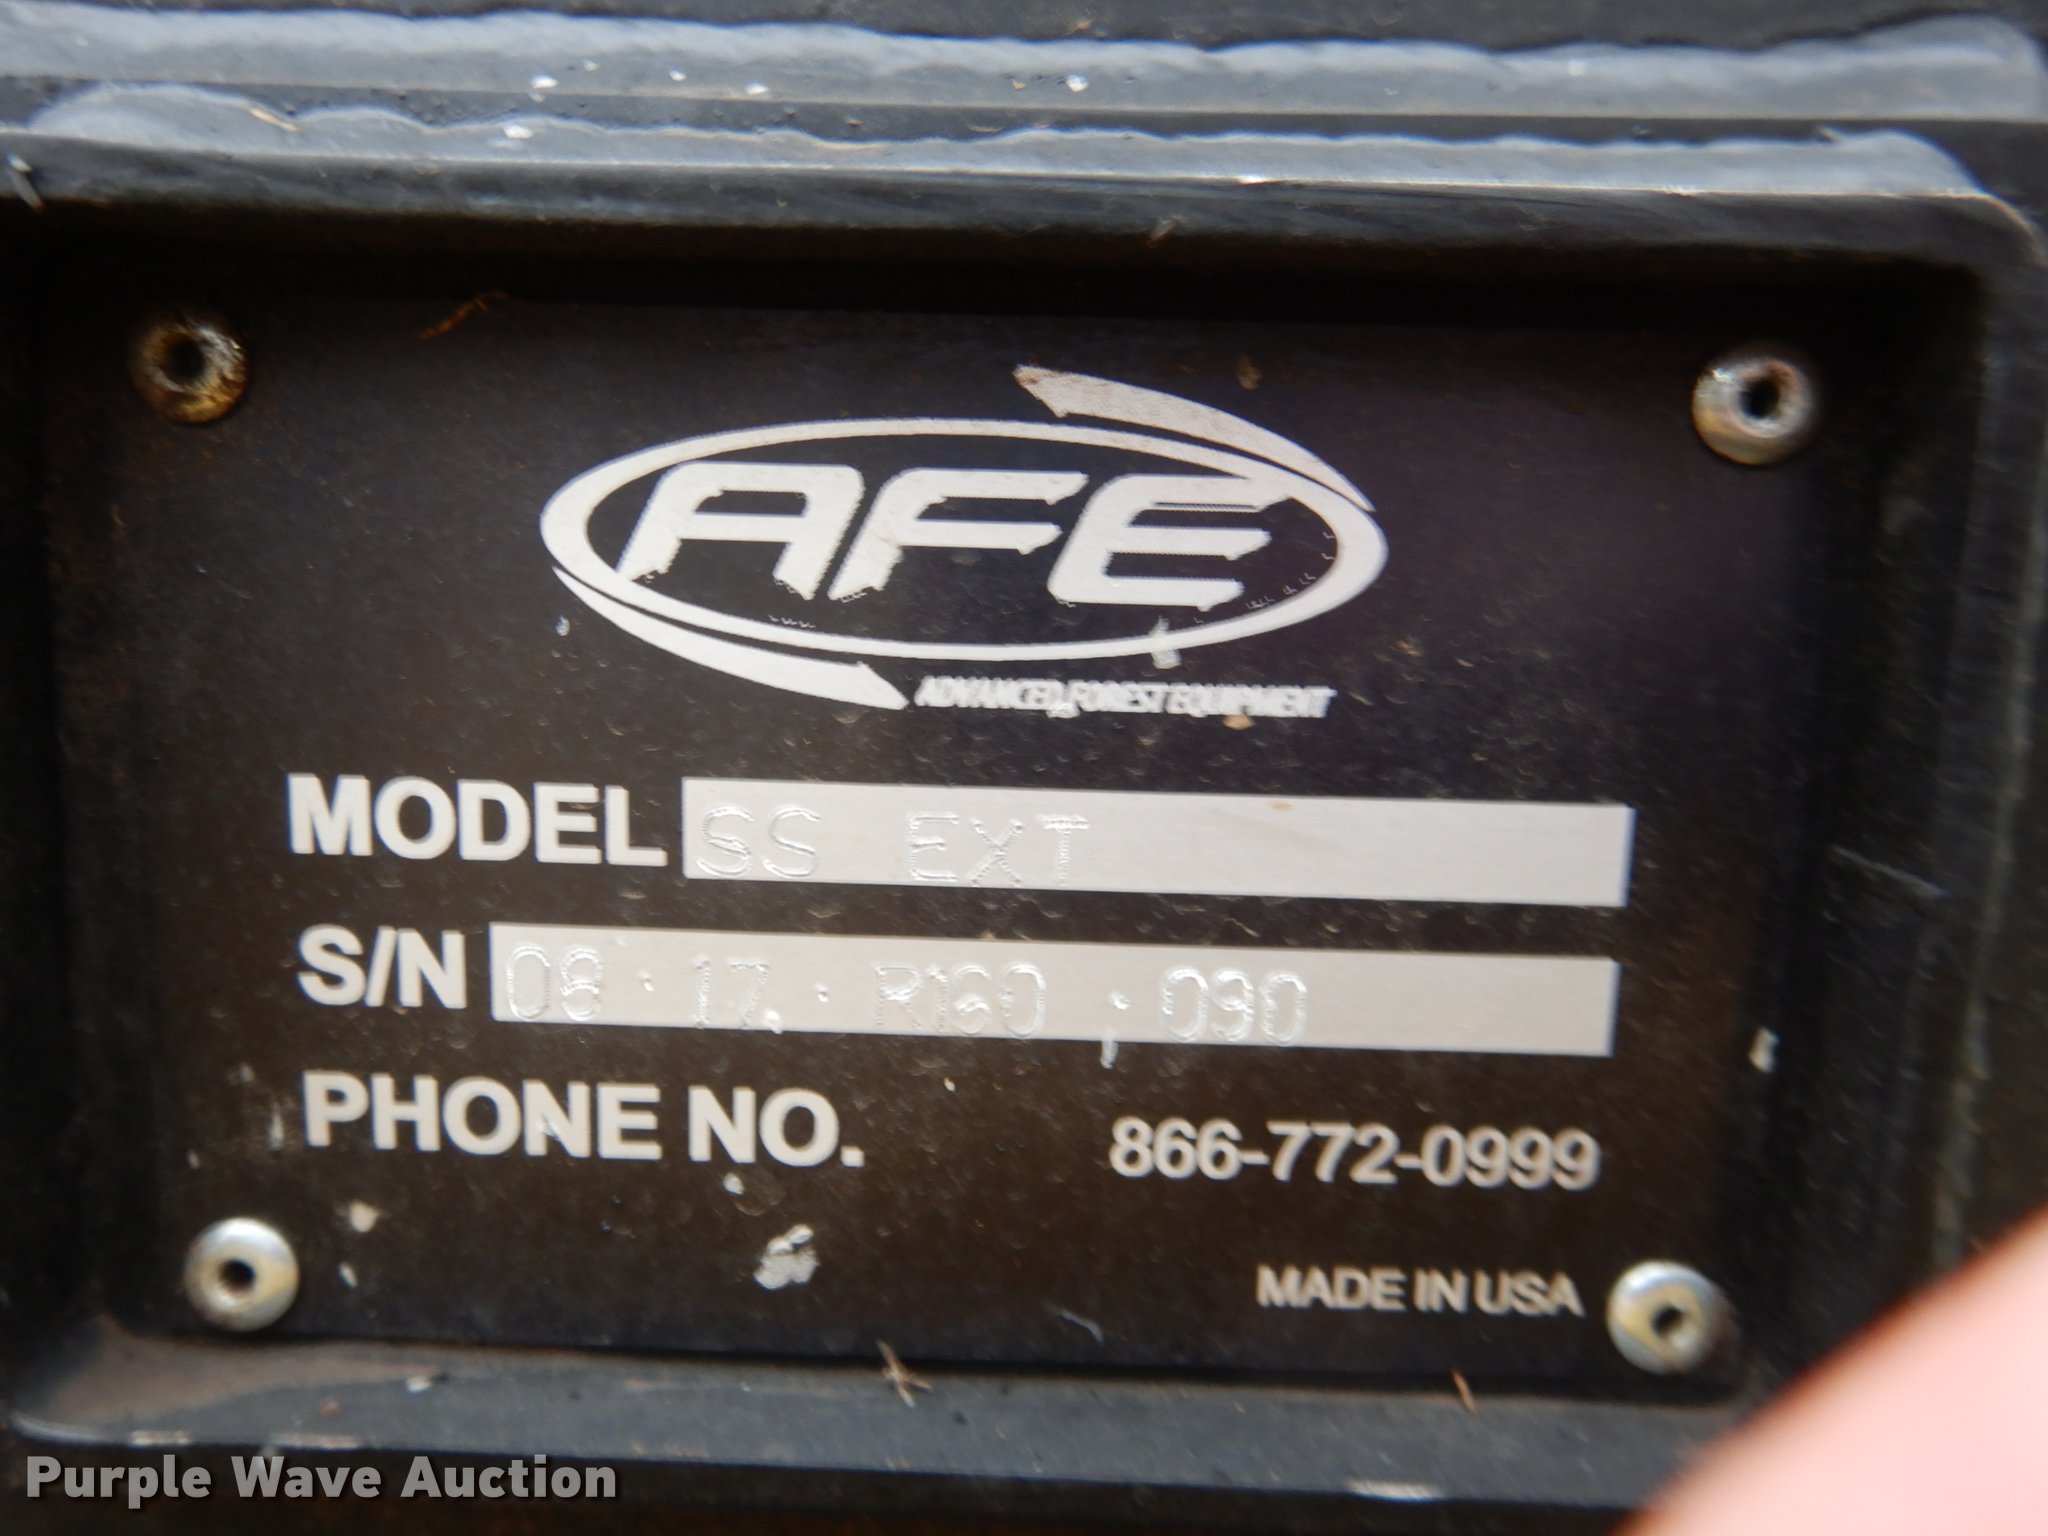 AFE
ADVANCED FOREST EQUIPMENT
MODEL SS EXT
S/N 08·17·R160·090
PHONE NO. 866-772-0999
MADE IN USA
Purple Wave Auction